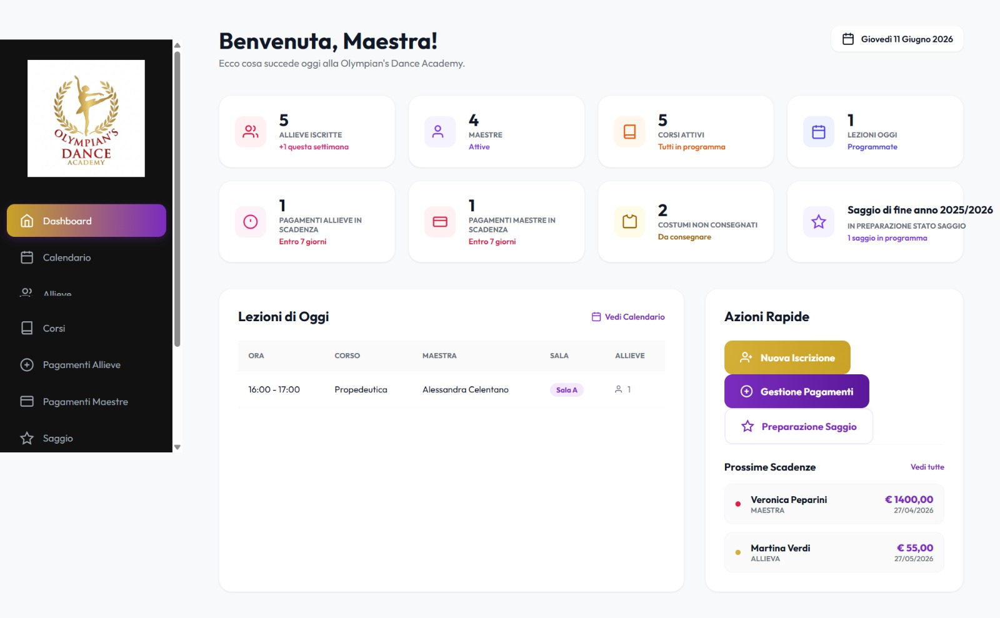 OLYMPIAN'S
DANCE
ACADEMY
Dashboard
Calendario
Allieve
Corsi
Pagamenti Allieve
Pagamenti Maestre
Saggio
Benvenuta, Maestra!
Ecco cosa succede oggi alla Olympian's Dance Academy.
Giovedì 11 Giugno 2026
5
ALLIEVE ISCRITTE
+1 questa settimana
4
MAESTRE
Attive
5
CORSI ATTIVI
Tutti in programma
1
LEZIONI OGGI
Programmate
1
PAGAMENTI ALLIEVE IN
SCADENZA
Entro 7 giorni
1
PAGAMENTI MAESTRE IN
SCADENZA
Entro 7 giorni
2
COSTUMI NON CONSEGNATI
Da consegnare
Saggio di fine anno 2025/2026
IN PREPARAZIONE STATO SAGGIO
1 saggio in programma
Lezioni di Oggi
Vedi Calendario
ORA CORSO MAESTRA SALA ALLIEVE
16:00 - 17:00 Propedeutica Alessandra Celentano Sala A 1
Azioni Rapide
Nuova Iscrizione
Gestione Pagamenti
Preparazione Saggio
Prossime Scadenze
Vedi tutte
Veronica Peparini € 1400,00
MAESTRA 27/04/2026
Martina Verdi € 55,00
ALLIEVA 27/05/2026